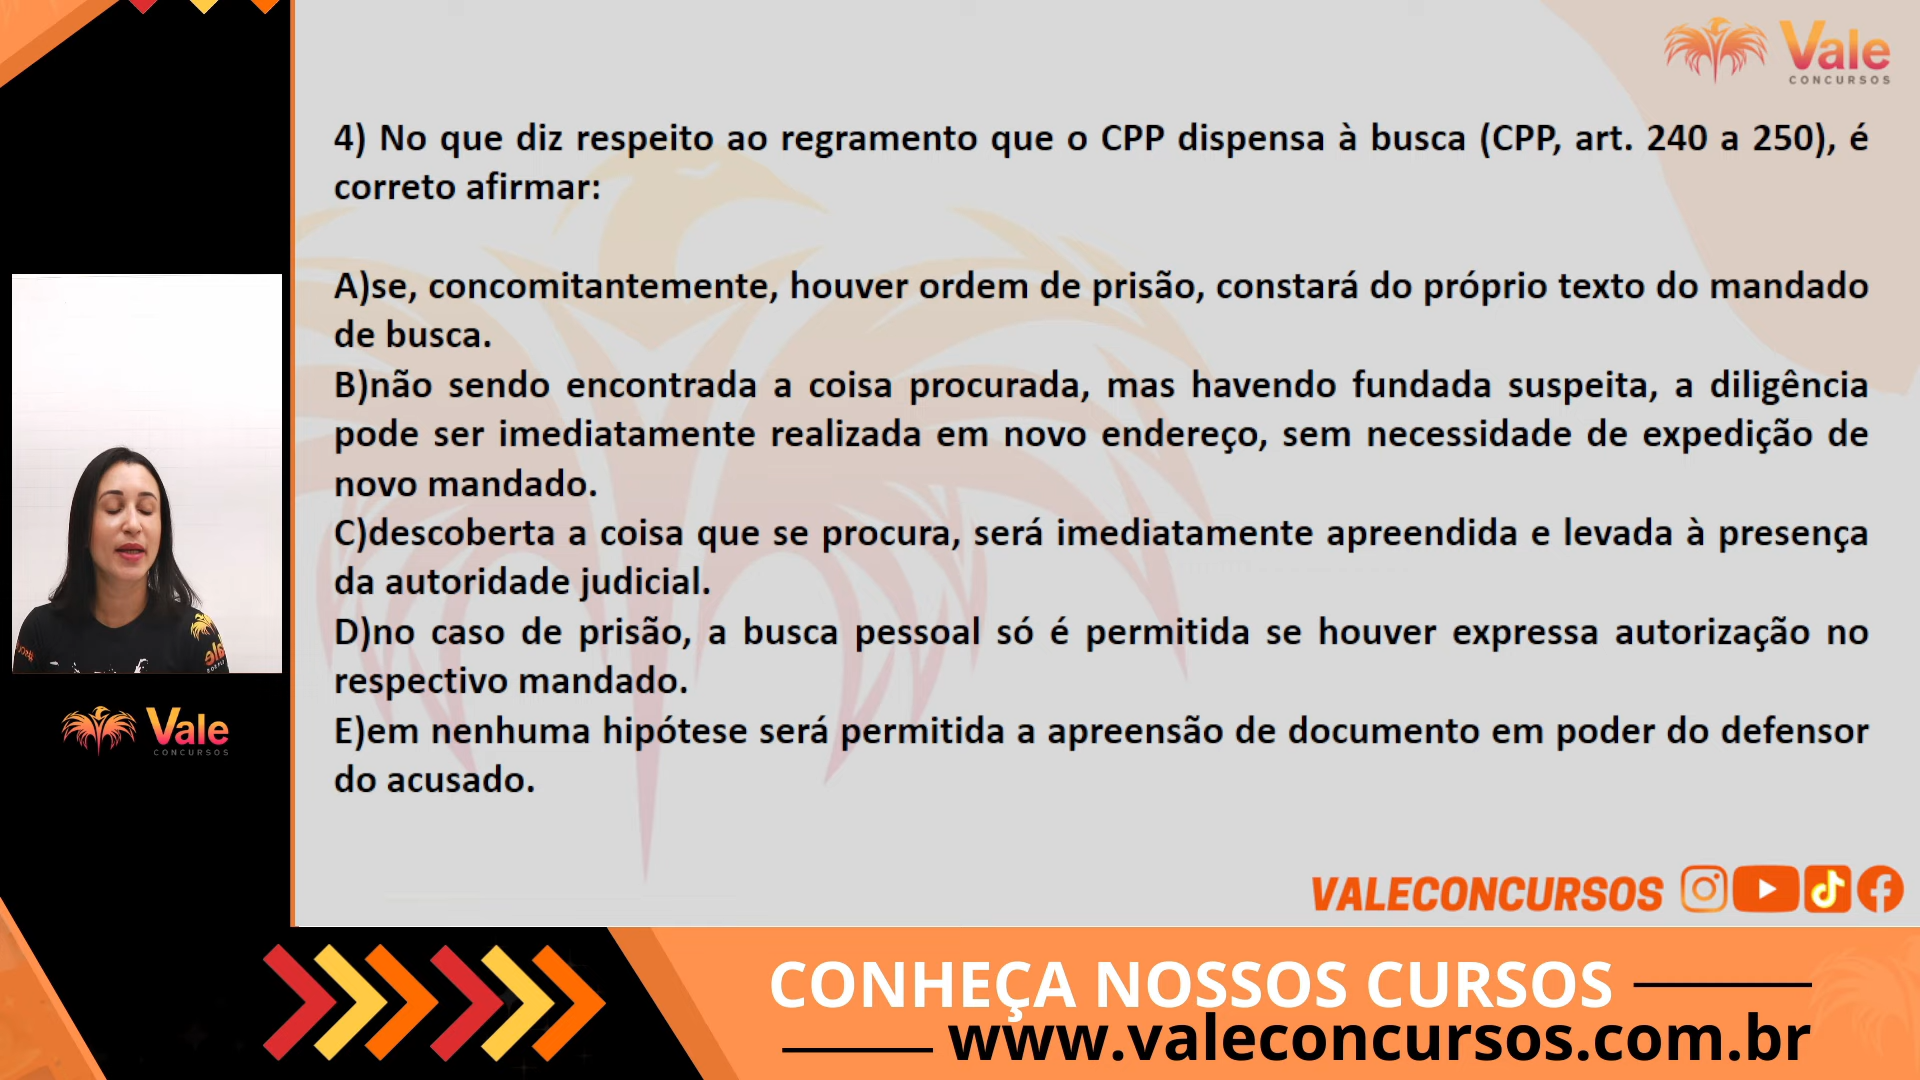 Vale
CONCURSOS
4) No que diz respeito ao regramento que o CPP dispensa à busca (CPP, art. 240 a 250), é
correto afirmar:
A)se, concomitantemente, houver ordem de prisão, constará do próprio texto do mandado
de busca.
B)não sendo encontrada a coisa procurada, mas havendo fundada suspeita, a diligência
pode ser imediatamente realizada em novo endereço, sem necessidade de expedição de
novo mandado.
C)descoberta a coisa que se procura, será imediatamente apreendida e levada à presença
da autoridade judicial.
D)no caso de prisão, a busca pessoal só é permitida se houver expressa autorização no
respectivo mandado.
E)em nenhuma hipótese será permitida a apreensão de documento em poder do defensor
do acusado.
Vale
CONCURSOS
VALECONCURSOS
CONHEÇA NOSSOS CURSOS
www.valeconcursos.com.br